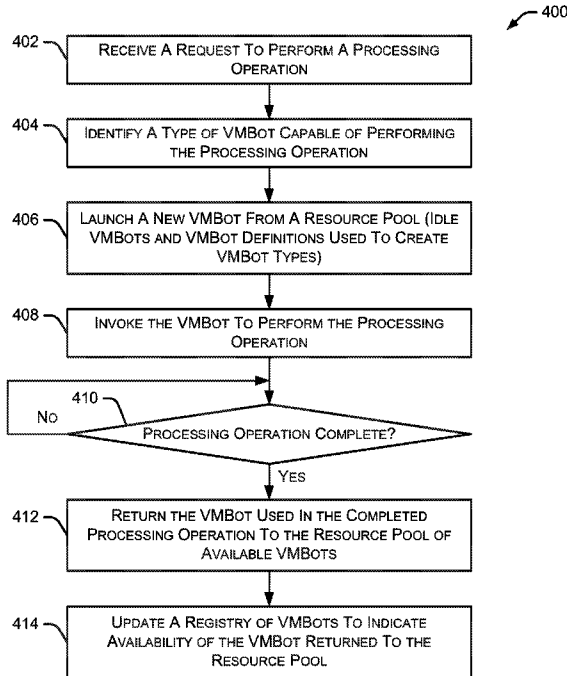 400
402
RECEIVE A REQUEST TO PERFORM A PROCESSING
OPERATION
404
IDENTIFY A TYPE OF VMBOT CAPABLE OF PERFORMING
THE PROCESSING OPERATION
406
LAUNCH A NEW VMBOT FROM A RESOURCE POOL (IDLE
VMBOTS AND VMBOT DEFINITIONS USED TO CREATE
VMBOT TYPES)
408
INVOKE THE VMBOT TO PERFORM THE PROCESSING
OPERATION
410
NO
PROCESSING OPERATION COMPLETE?
YES
412
RETURN THE VMBOT USED IN THE COMPLETED
PROCESSING OPERATION TO THE RESOURCE POOL OF
AVAILABLE VMBOTS
414
UPDATE A REGISTRY OF VMBOTS TO INDICATE
AVAILABILITY OF THE VMBOT RETURNED TO THE
RESOURCE POOL